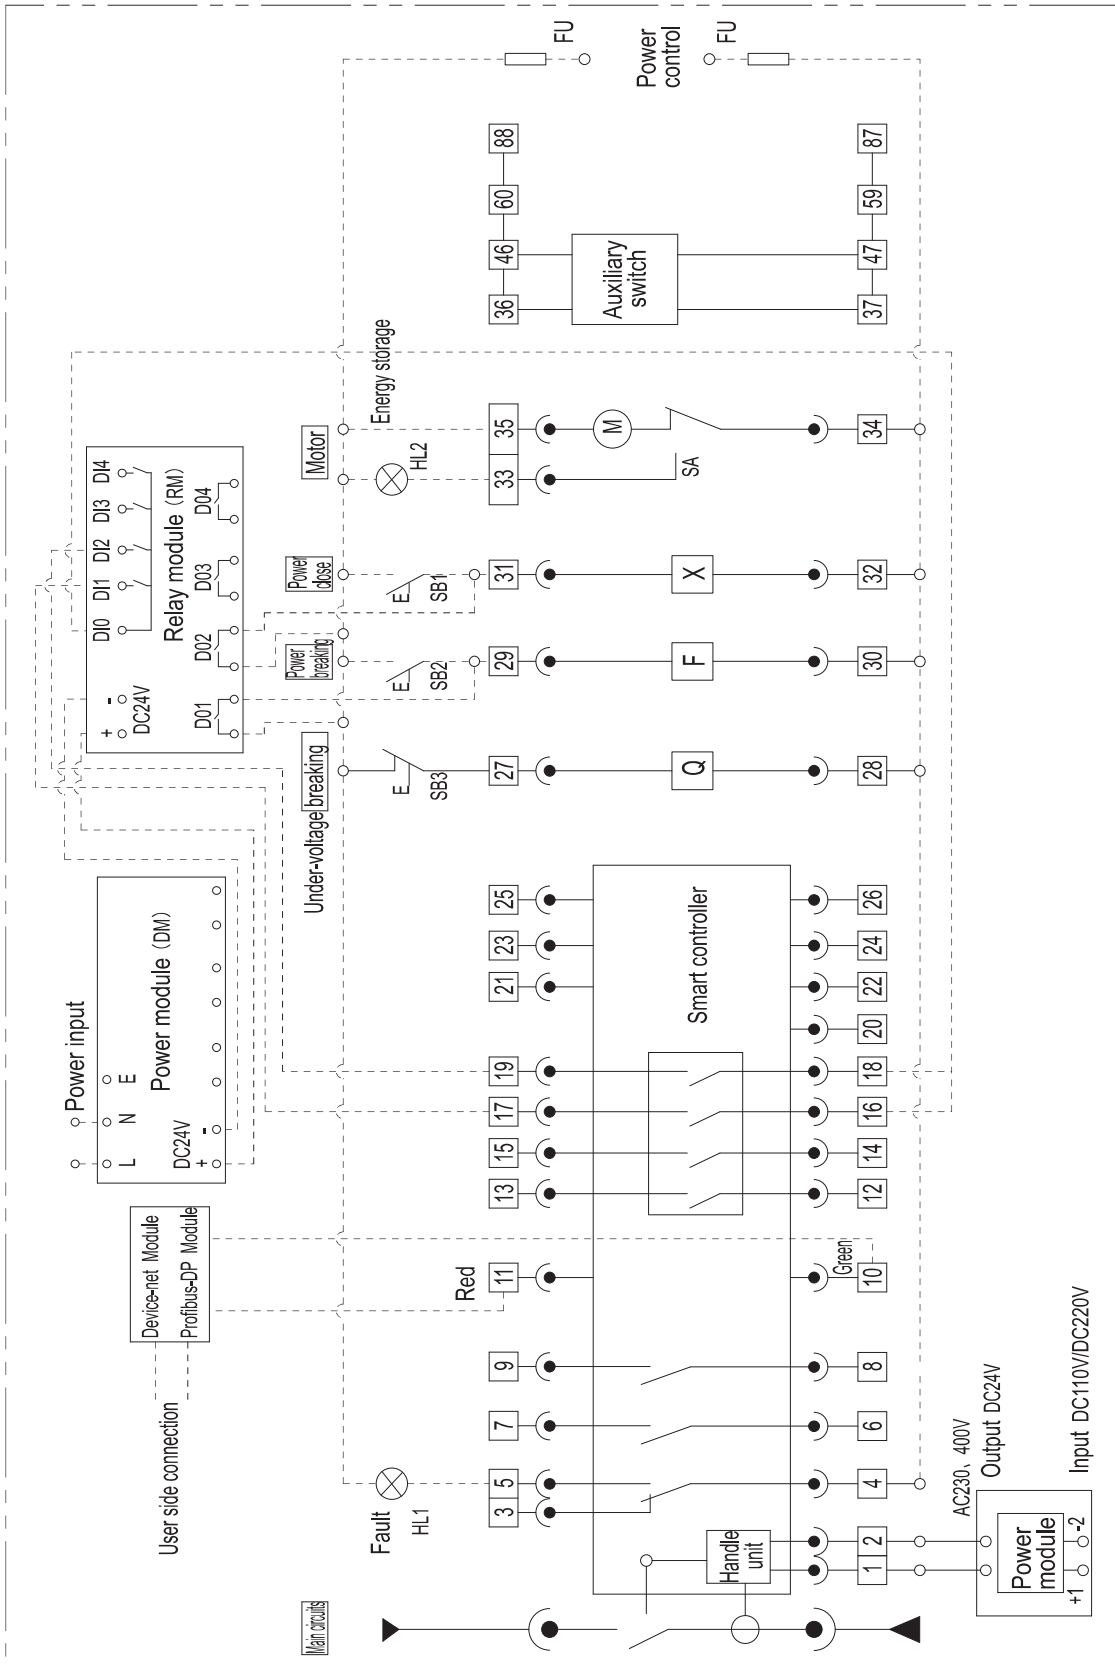 Main circuits
Fault
HL1
User side connection
Device-net Module
Profibus-DP Module
Power input
L
N
E
Power module (DM)
DC24V
+
-
+
-
DC24V
DI0
DI1
DI2
DI3
DI4
Relay module (RM)
D01
D02
D03
D04
Under-voltage breaking
Power breaking
Power close
Motor
Energy storage
E
SB3
E
SB2
E
SB1
HL2
FU
Power control
FU
Red
3
5
7
9
11
13
15
17
19
21
23
25
27
29
31
33
35
36
46
60
88
Handle unit
Smart controller
Q
F
X
M
SA
Auxiliary switch
Green
1
2
4
6
8
10
12
14
16
18
20
22
24
26
28
30
32
34
37
47
59
87
AC230、400V
Output DC24V
Power module
+1
-2
Input DC110V/DC220V